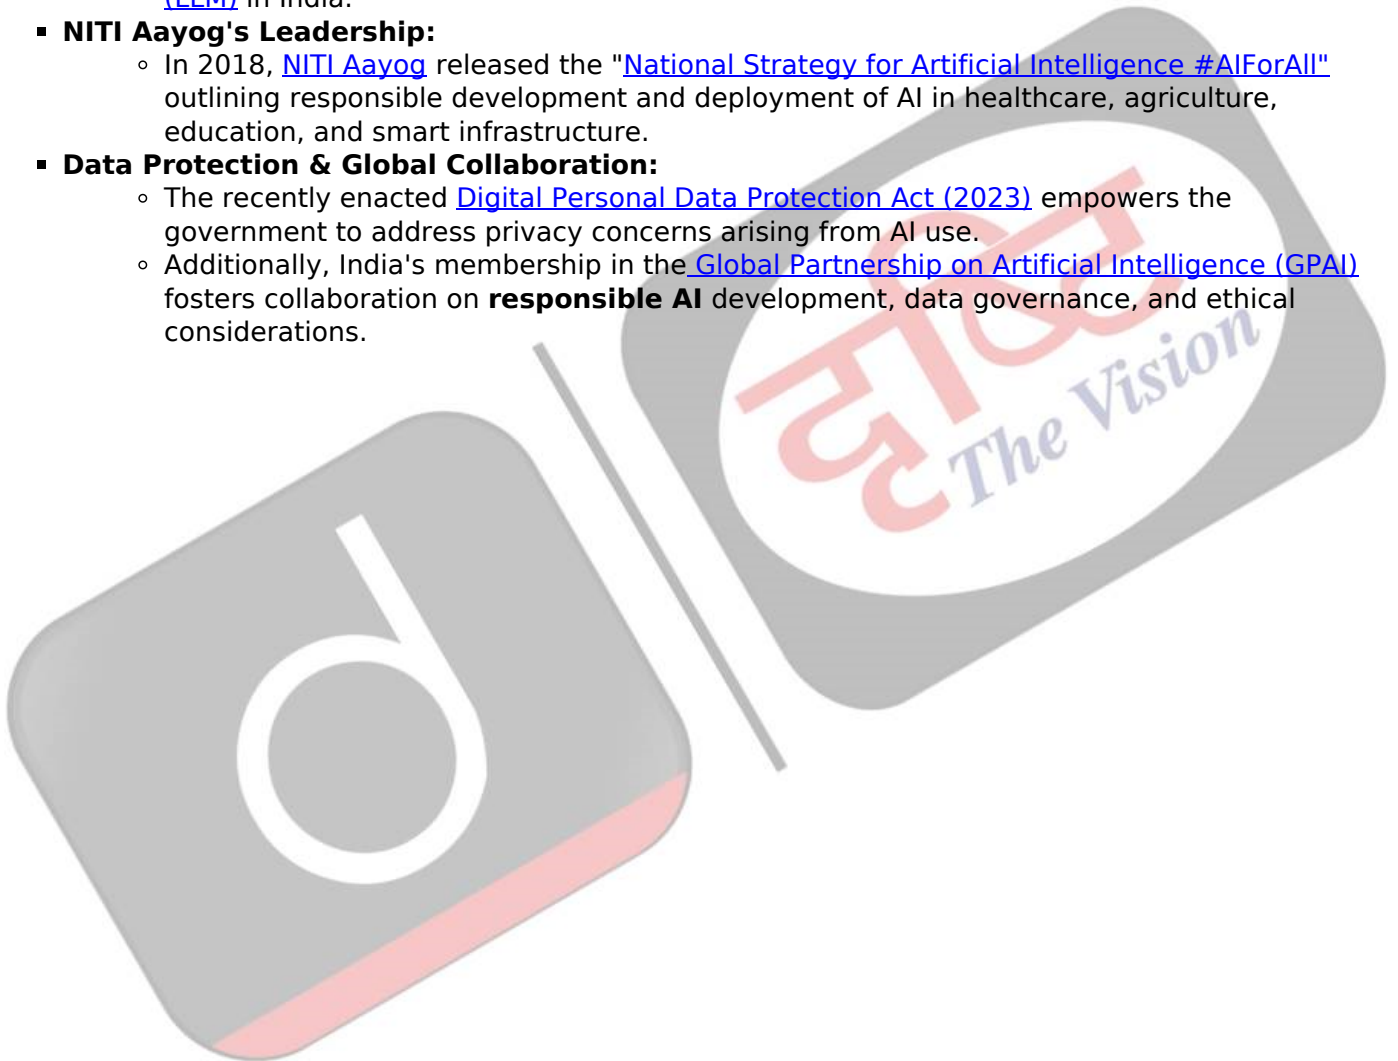 (LLM) in India.
▪ NITI Aayog's Leadership:
◦ In 2018, NITI Aayog released the "National Strategy for Artificial Intelligence #AIForAll"
outlining responsible development and deployment of AI in healthcare, agriculture,
education, and smart infrastructure.
▪ Data Protection & Global Collaboration:
◦ The recently enacted Digital Personal Data Protection Act (2023) empowers the
government to address privacy concerns arising from AI use.
◦ Additionally, India's membership in the Global Partnership on Artificial Intelligence (GPAI)
fosters collaboration on responsible AI development, data governance, and ethical
considerations.
दृष्टि
The Vision
d